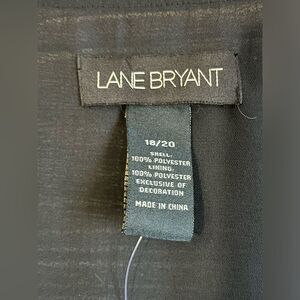 LANE BRYANT
18/20
SHELL:
100% POLYESTER
LINING:
100% POLYESTER
EXCLUSIVE OF
DECORATION
MADE IN CHINA